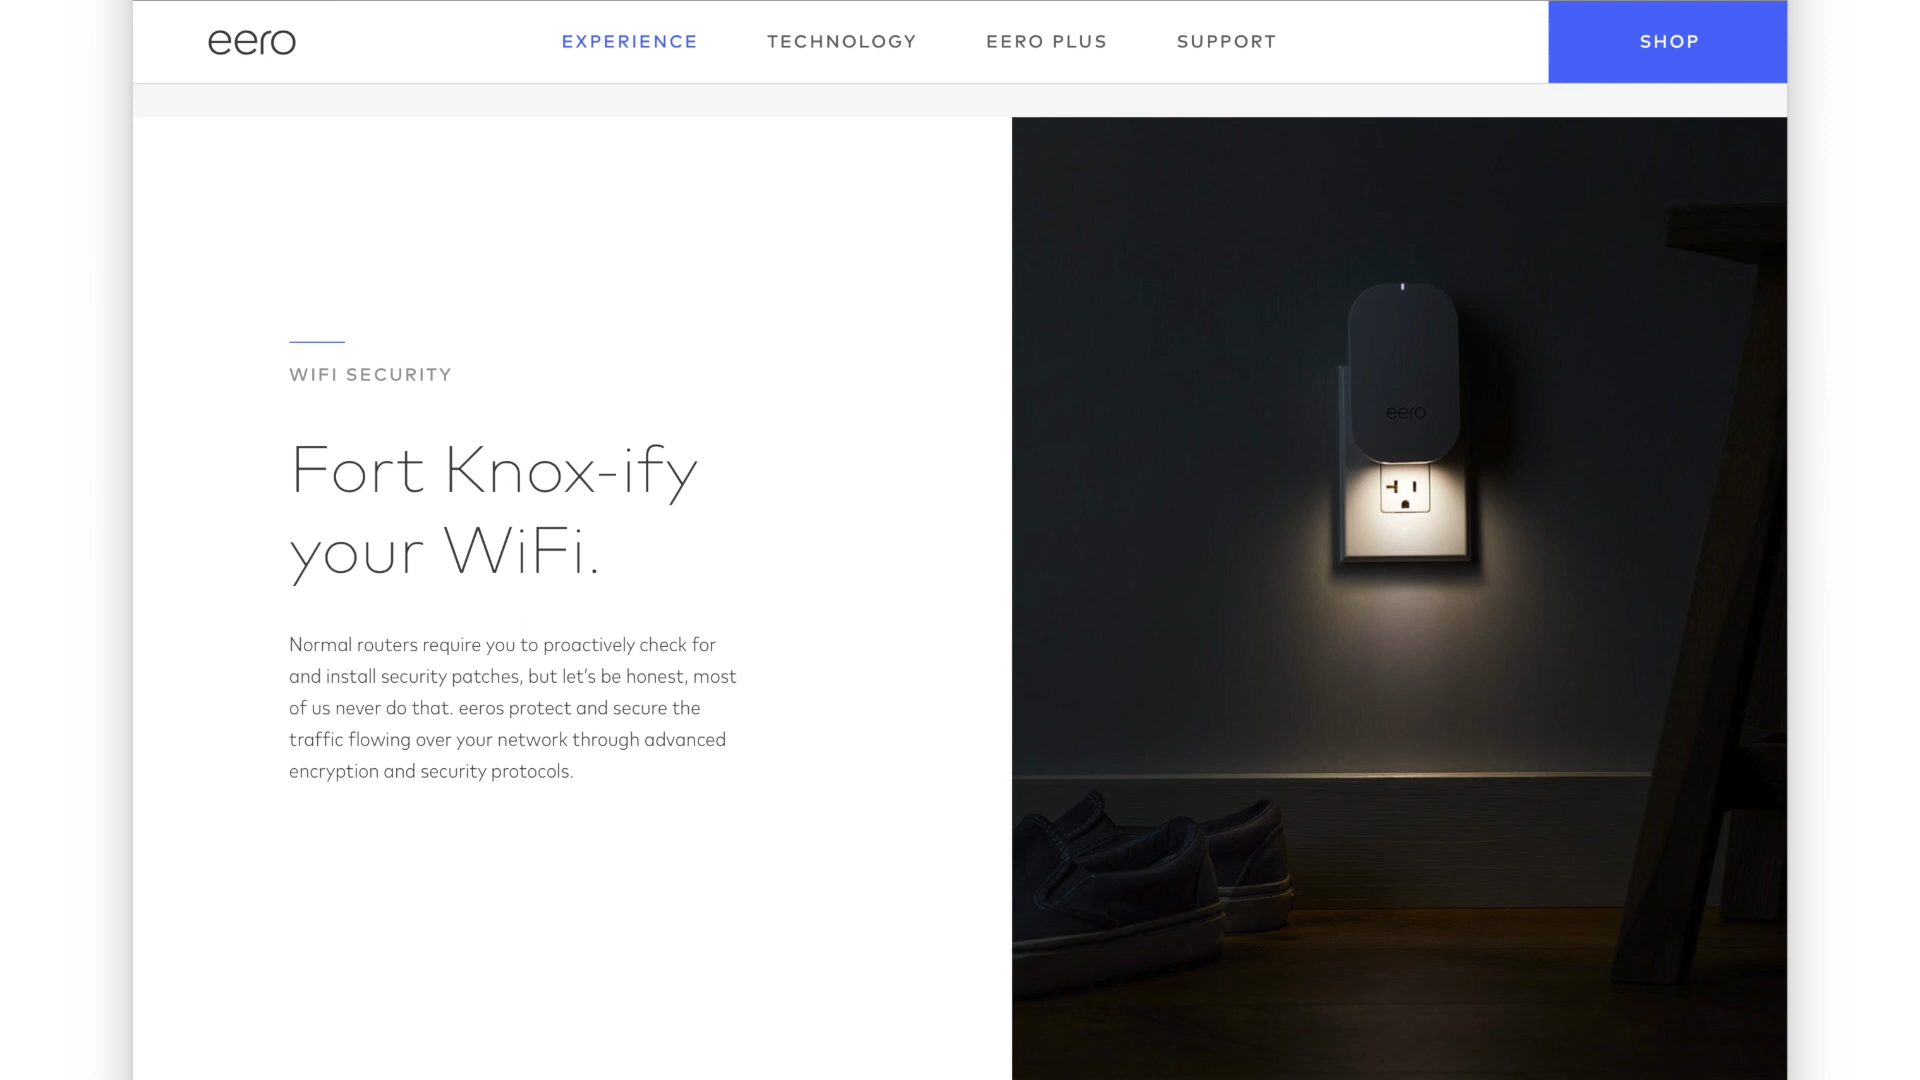 eero
EXPERIENCE
TECHNOLOGY
EERO PLUS
SUPPORT
SHOP
WIFI SECURITY
Fort Knox-ify
your WiFi.
Normal routers require you to proactively check for
and install security patches, but let's be honest, most
of us never do that. eeros protect and secure the
traffic flowing over your network through advanced
encryption and security protocols.
eero